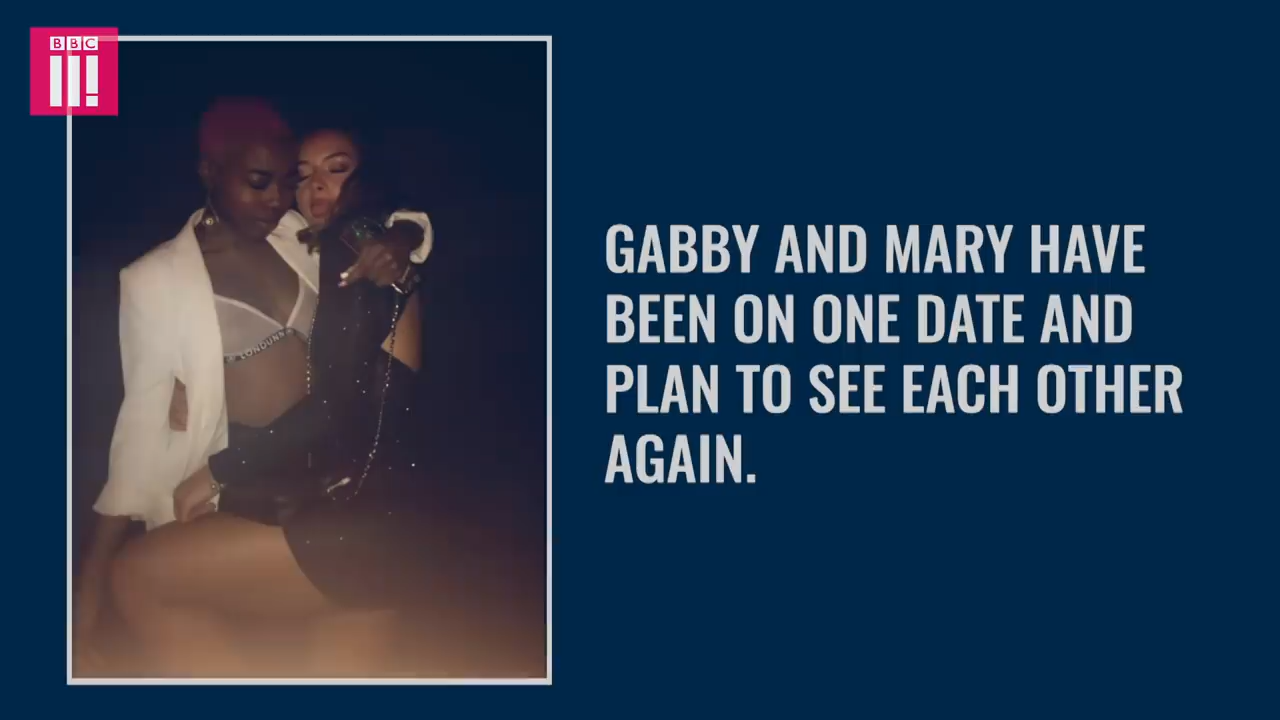 BBC
GABBY AND MARY HAVE
BEEN ON ONE DATE AND
PLAN TO SEE EACH OTHER
AGAIN.